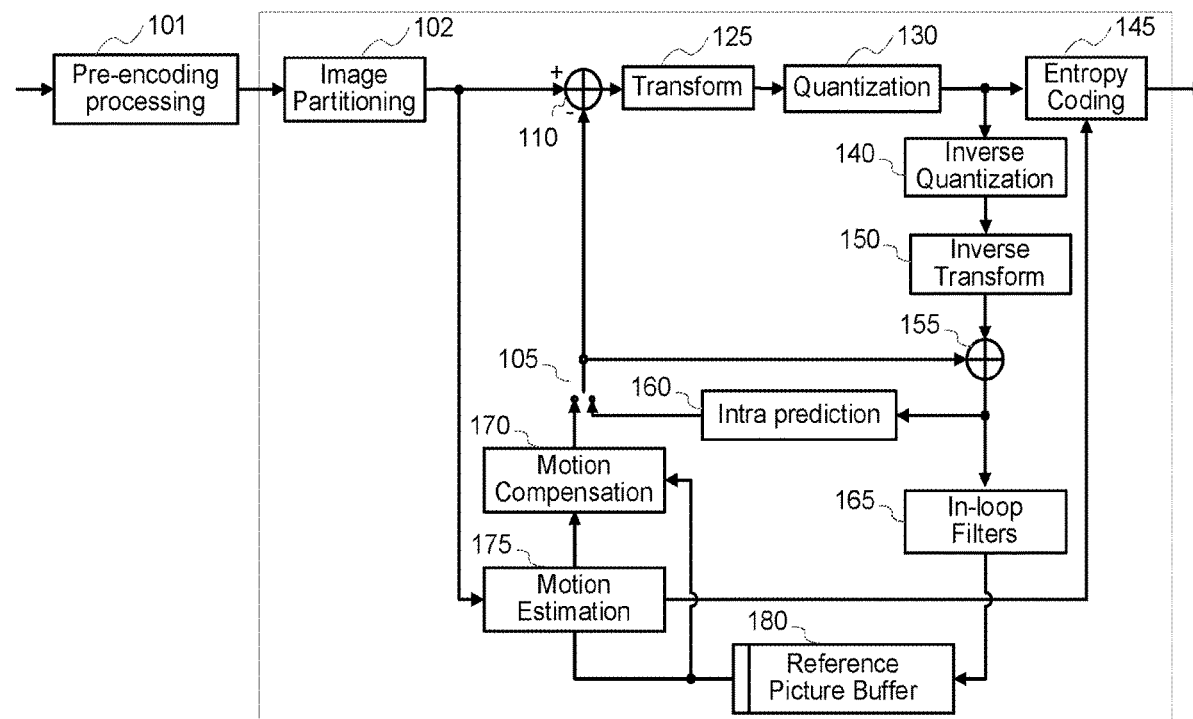 101
102
125
130
145
Pre-encoding
processing
Image
Partitioning
+
-
110
Transform
Quantization
Entropy
Coding
140
Inverse
Quantization
150
Inverse
Transform
155
105
160
Intra prediction
170
Motion
Compensation
165
In-loop
Filters
175
Motion
Estimation
180
Reference
Picture Buffer